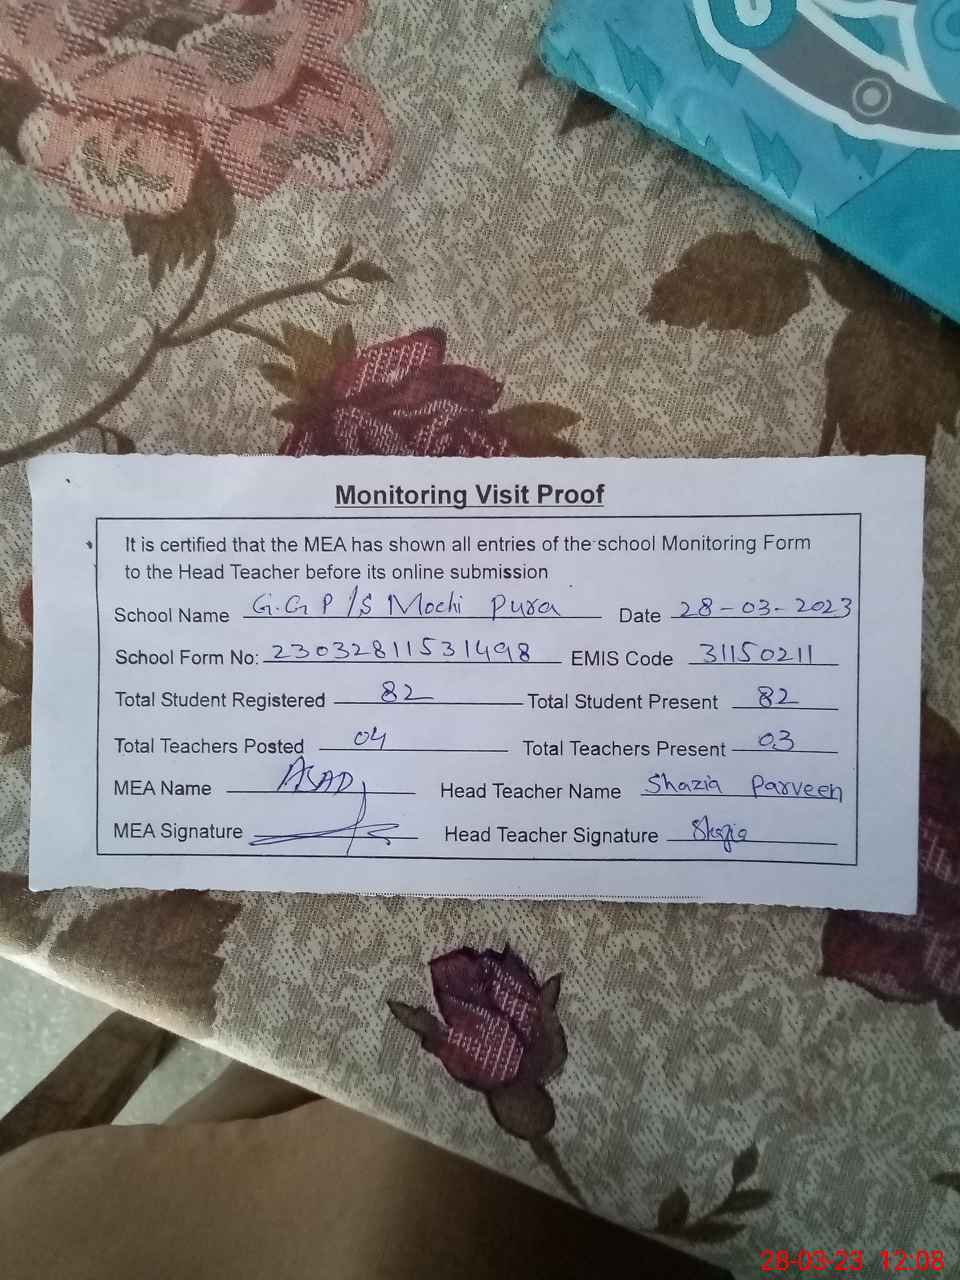 Monitoring Visit Proof
It is certified that the MEA has shown all entries of the school Monitoring Form
to the Head Teacher before its online submission
School Name G.G P/S Mochi Pura Date 28-03-2023
School Form No: 23032811531498 EMIS Code 31150211
Total Student Registered 82 Total Student Present 82
Total Teachers Posted 04 Total Teachers Present 03
MEA Name ASAD Head Teacher Name Shazia Parveen
MEA Signature Head Teacher Signature Shazia
28-03-23 12:08